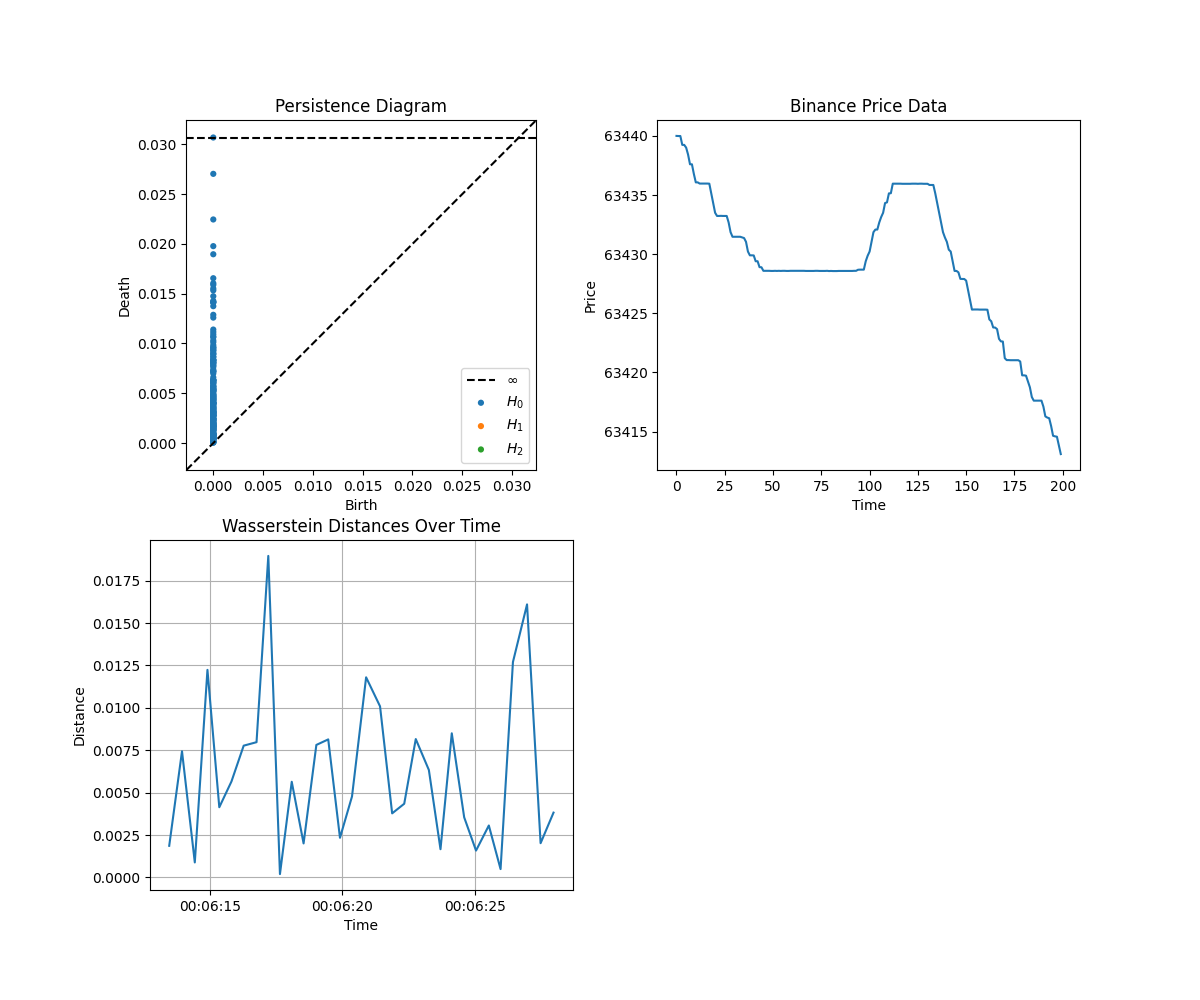 Persistence Diagram
Death
0.030
0.025
0.020
0.015
0.010
0.005
0.000
∞
H₀
H₁
H₂
0.000 0.005 0.010 0.015 0.020 0.025 0.030
Birth
Binance Price Data
Price
63440
63435
63430
63425
63420
63415
0 25 50 75 100 125 150 175 200
Time
Wasserstein Distances Over Time
Distance
0.0175
0.0150
0.0125
0.0100
0.0075
0.0050
0.0025
0.0000
00:06:15 00:06:20 00:06:25
Time